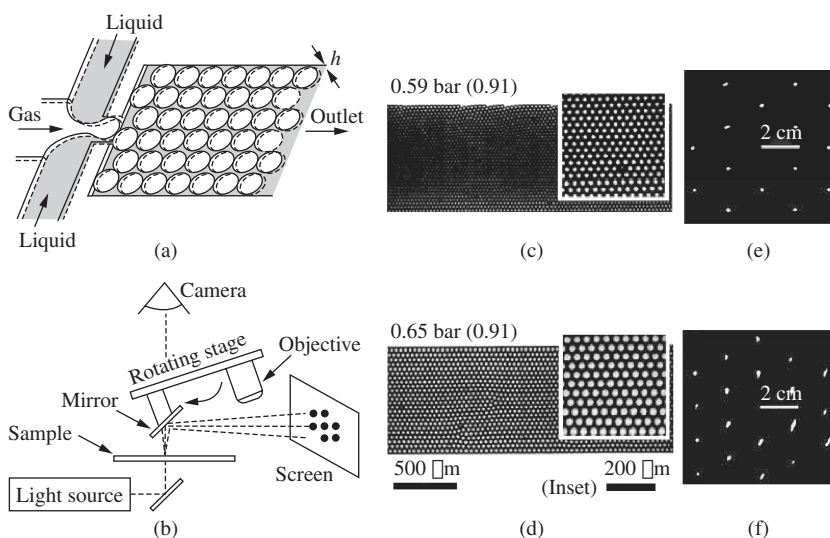 Liquid
Gas
h
Outlet
Liquid
(a)
0.59 bar (0.91)
(c)
2 cm
(e)
Camera
Rotating stage
Objective
Mirror
Sample
Screen
Light source
(b)
0.65 bar (0.91)
500 □m
200 □m
(Inset)
(d)
2 cm
(f)